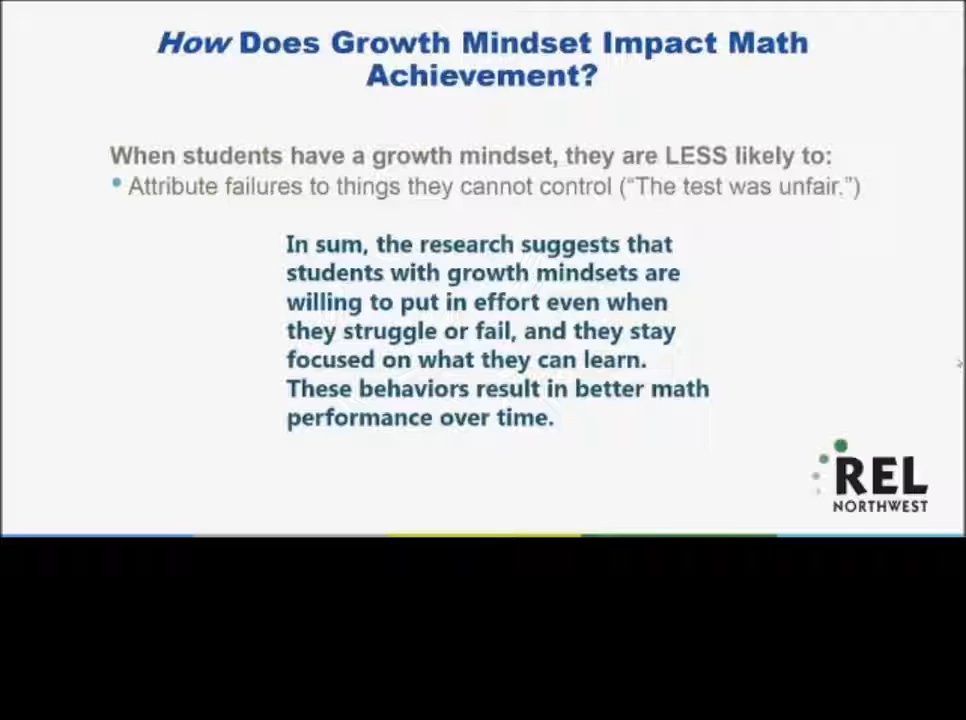 How Does Growth Mindset Impact Math
Achievement?
When students have a growth mindset, they are LESS likely to:
• Attribute failures to things they cannot control (“The test was unfair.”)
In sum, the research suggests that
students with growth mindsets are
willing to put in effort even when
they struggle or fail, and they stay
focused on what they can learn.
These behaviors result in better math
performance over time.
REL
NORTHWEST